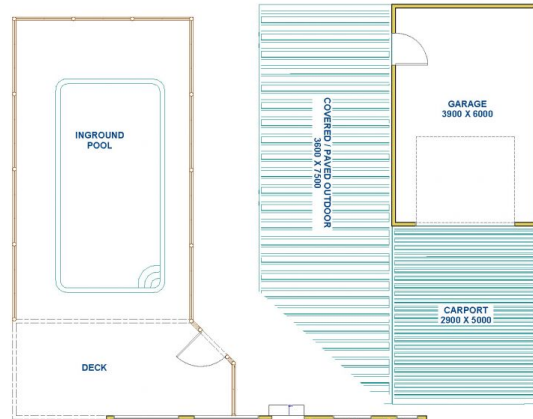 INGROUND
POOL
COVERED / PAVED OUTDOOR
3600 X 7500
GARAGE
3900 X 6000
CARPORT
2900 X 5000
DECK